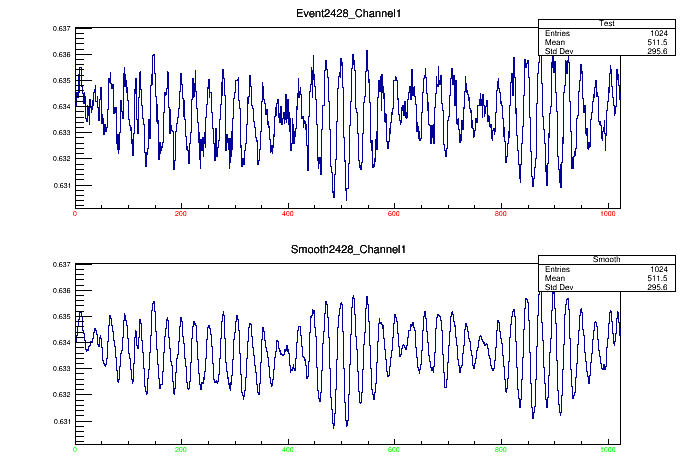 Event2428_Channel1
Test
Entries 1024
Mean 511.5
Std Dev 295.6
0.637
0.636
0.635
0.634
0.633
0.632
0.631
0 200 400 600 800 1000
Smooth2428_Channel1
Smooth
Entries 1024
Mean 511.5
Std Dev 295.6
0.637
0.636
0.635
0.634
0.633
0.632
0.631
0 200 400 600 800 1000